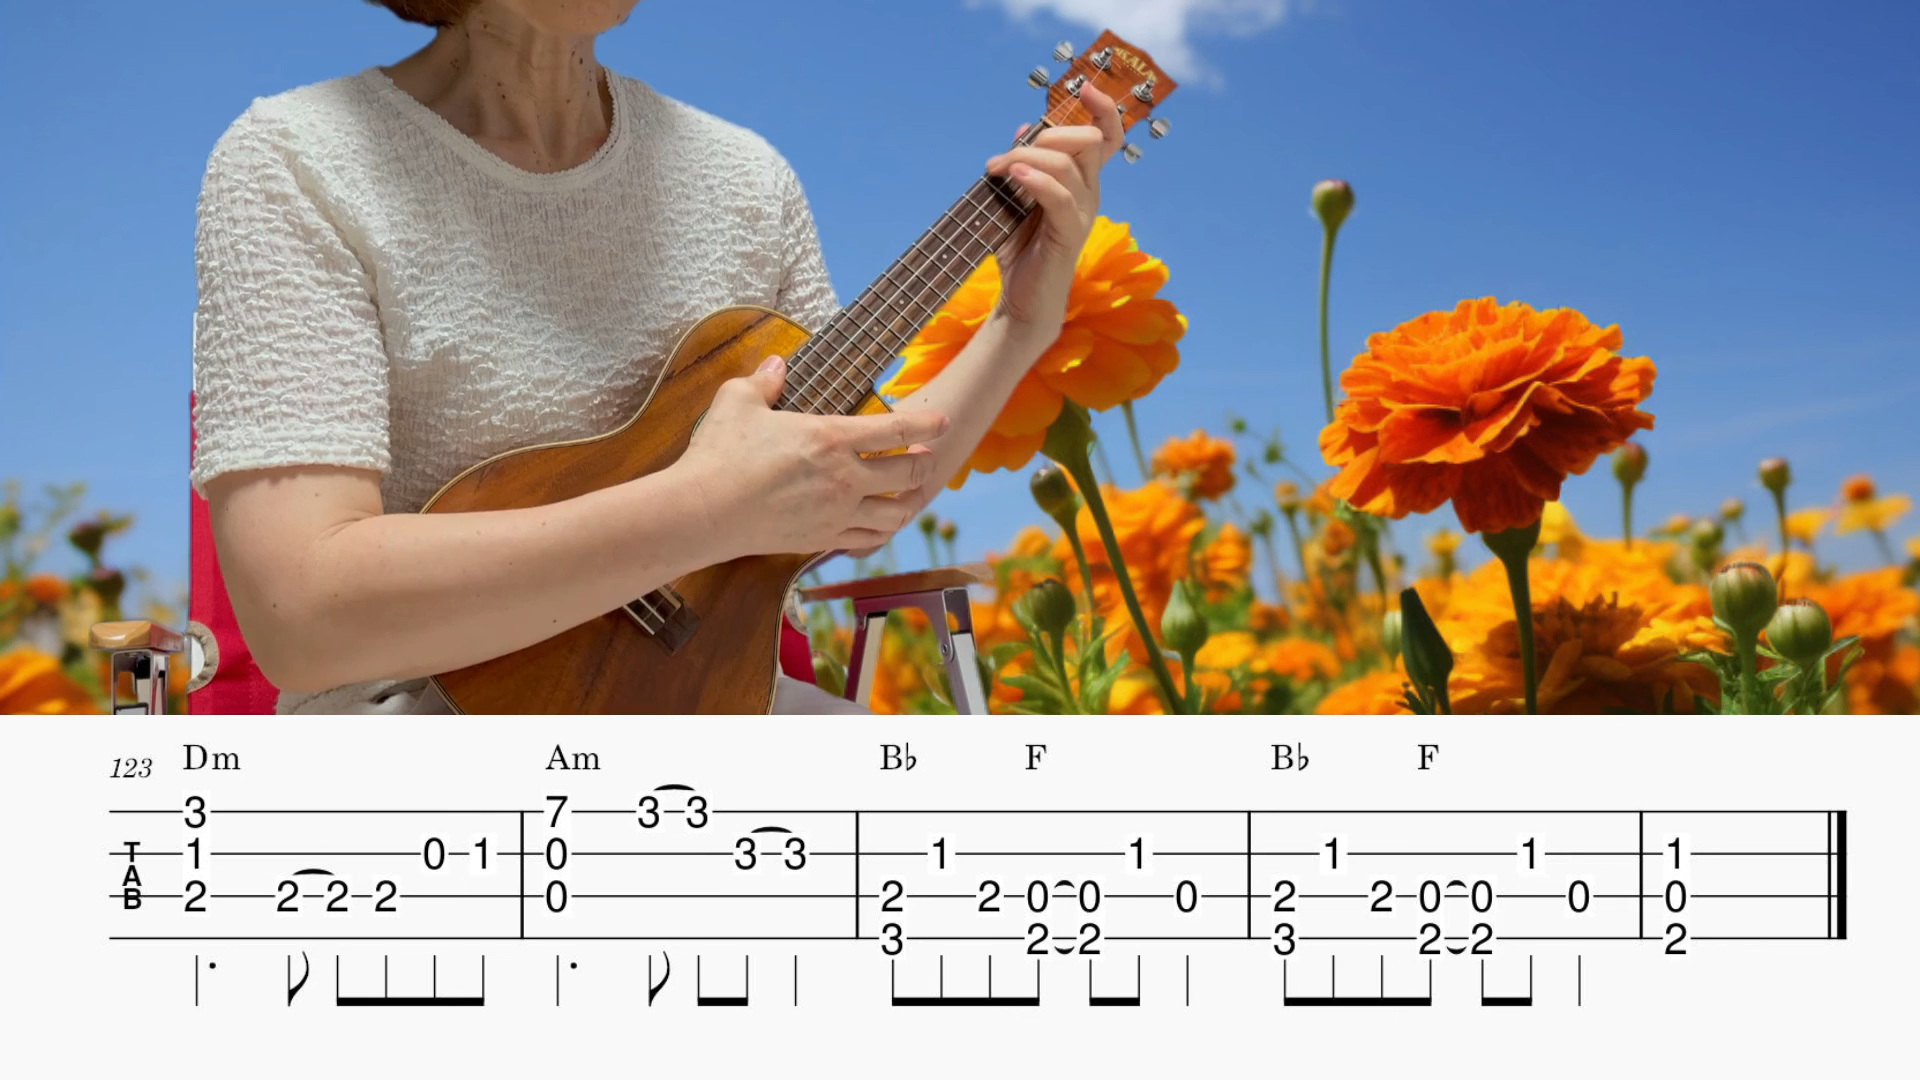 KALA
123 Dm Am B♭ F B♭ F
3 7 3 3
T 1 0 1 0 3 3 1 1 1 1 1
A
B 2 2 2 2 0 2 2 0 0 0 2 2 0 0 0 0
3 2 2 3 2 2 2